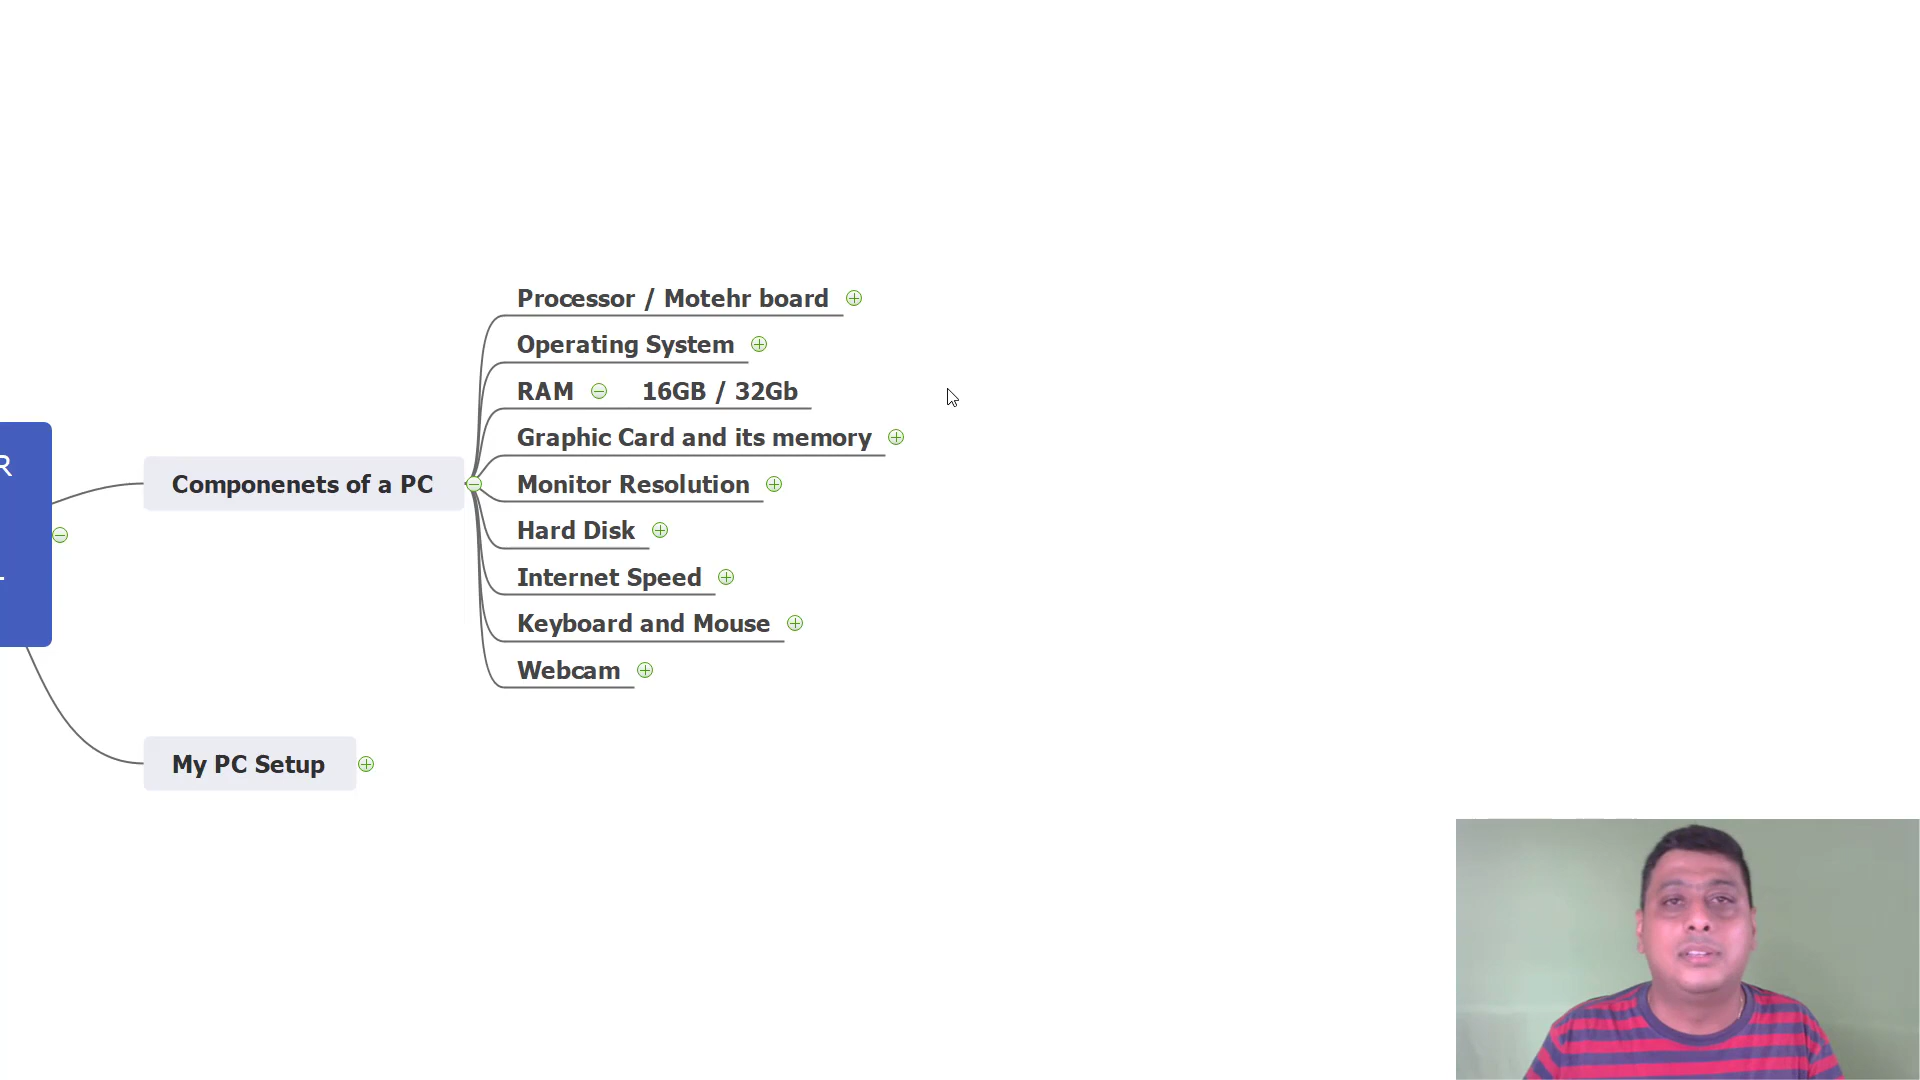 R
Componenets of a PC
Processor / Motehr board
Operating System
RAM 16GB / 32Gb
Graphic Card and its memory
Monitor Resolution
Hard Disk
Internet Speed
Keyboard and Mouse
Webcam
My PC Setup